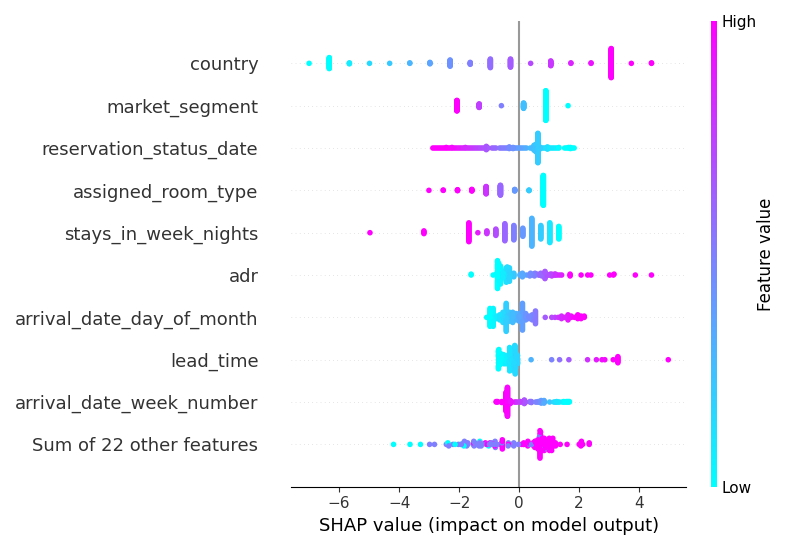 High
country
market_segment
reservation_status_date
assigned_room_type
stays_in_week_nights
adr
arrival_date_day_of_month
lead_time
arrival_date_week_number
Sum of 22 other features
Feature value
Low
−6 −4 −2 0 2 4
SHAP value (impact on model output)